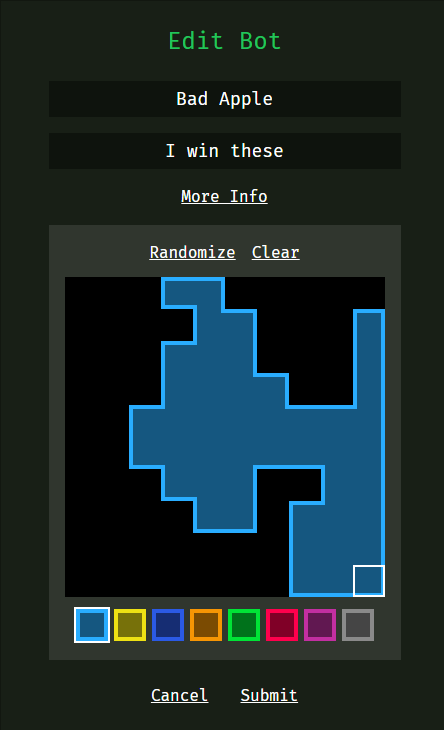 Edit Bot
Bad Apple
I win these
More Info
Randomize Clear
Cancel Submit